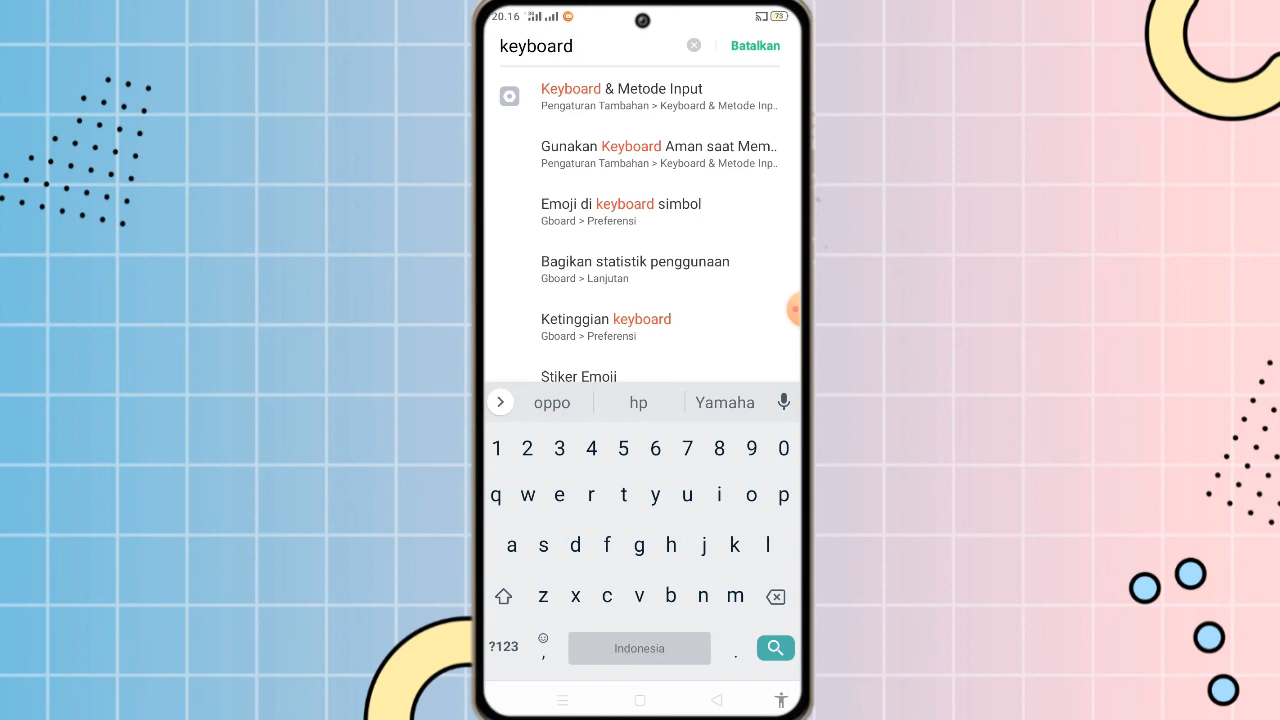 20.16
73
keyboard
Batalkan
Keyboard & Metode Input
Pengaturan Tambahan > Keyboard & Metode Inp..
Gunakan Keyboard Aman saat Mem..
Pengaturan Tambahan > Keyboard & Metode Inp..
Emoji di keyboard simbol
Gboard > Preferensi
Bagikan statistik penggunaan
Gboard > Lanjutan
Ketinggian keyboard
Gboard > Preferensi
Stiker Emoji
oppo hp Yamaha
1 2 3 4 5 6 7 8 9 0
q w e r t y u i o p
a s d f g h j k l
z x c v b n m
?123 , Indonesia .